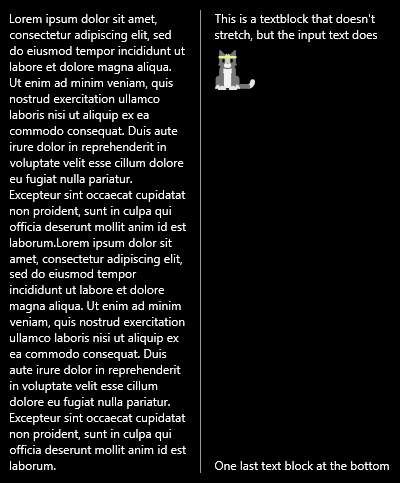 Lorem ipsum dolor sit amet,
consectetur adipiscing elit, sed
do eiusmod tempor incididunt ut
labore et dolore magna aliqua.
Ut enim ad minim veniam, quis
nostrud exercitation ullamco
laboris nisi ut aliquip ex ea
commodo consequat. Duis aute
irure dolor in reprehenderit in
voluptate velit esse cillum dolore
eu fugiat nulla pariatur.
Excepteur sint occaecat cupidatat
non proident, sunt in culpa qui
officia deserunt mollit anim id est
laborum.Lorem ipsum dolor sit
amet, consectetur adipiscing elit,
sed do eiusmod tempor
incididunt ut labore et dolore
magna aliqua. Ut enim ad minim
veniam, quis nostrud exercitation
ullamco laboris nisi ut aliquip ex
ea commodo consequat. Duis
aute irure dolor in reprehenderit
in voluptate velit esse cillum
dolore eu fugiat nulla pariatur.
Excepteur sint occaecat cupidatat
non proident, sunt in culpa qui
officia deserunt mollit anim id est
laborum.
This is a textblock that doesn't
stretch, but the input text does
One last text block at the bottom